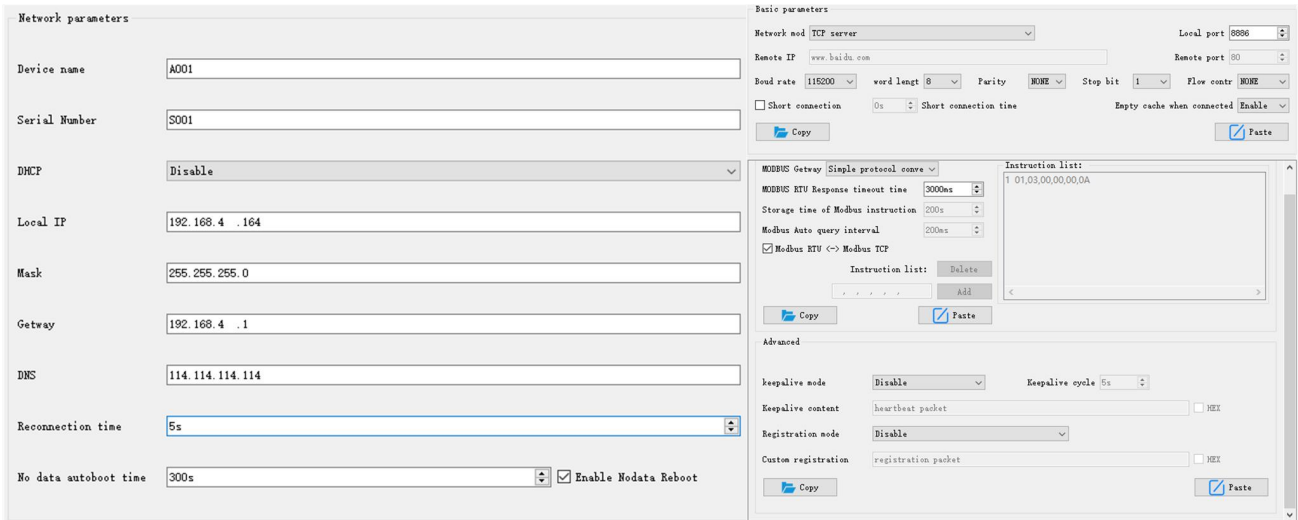 Network parameters
Device name A001
Serial Number S001
DHCP Disable
Local IP 192.168.4 .164
Mask 255.255.255.0
Getway 192.168.4 .1
DNS 114.114.114.114
Reconnection time 5s
No data autoboot time 300s Enable Nodata Reboot
Basic parameters
Network mod TCP server Local port 8886
Remote IP www.baidu.com Remote port 80
Boud rate 115200 word lengt 8 Parity NONE Stop bit 1 Flow contr NONE
Short connection 0s Short connection time Empty cache when connected Enable
Copy Paste
MODBUS Getway Simple protocol conve
MODBUS RTU Response timeout time 3000ms
Storage time of Modbus instruction 200s
Modbus Auto query interval 200ms
Modbus RTU <-> Modbus TCP
Instruction list: Delete
, , , , , Add
Copy Paste
Instruction list:
1 01,03,00,00,00,0A
Advanced
keepalive mode Disable Keepalive cycle 5s
Keepalive content heartbeat packet HEX
Registration mode Disable
Custom registration registration packet HEX
Copy Paste